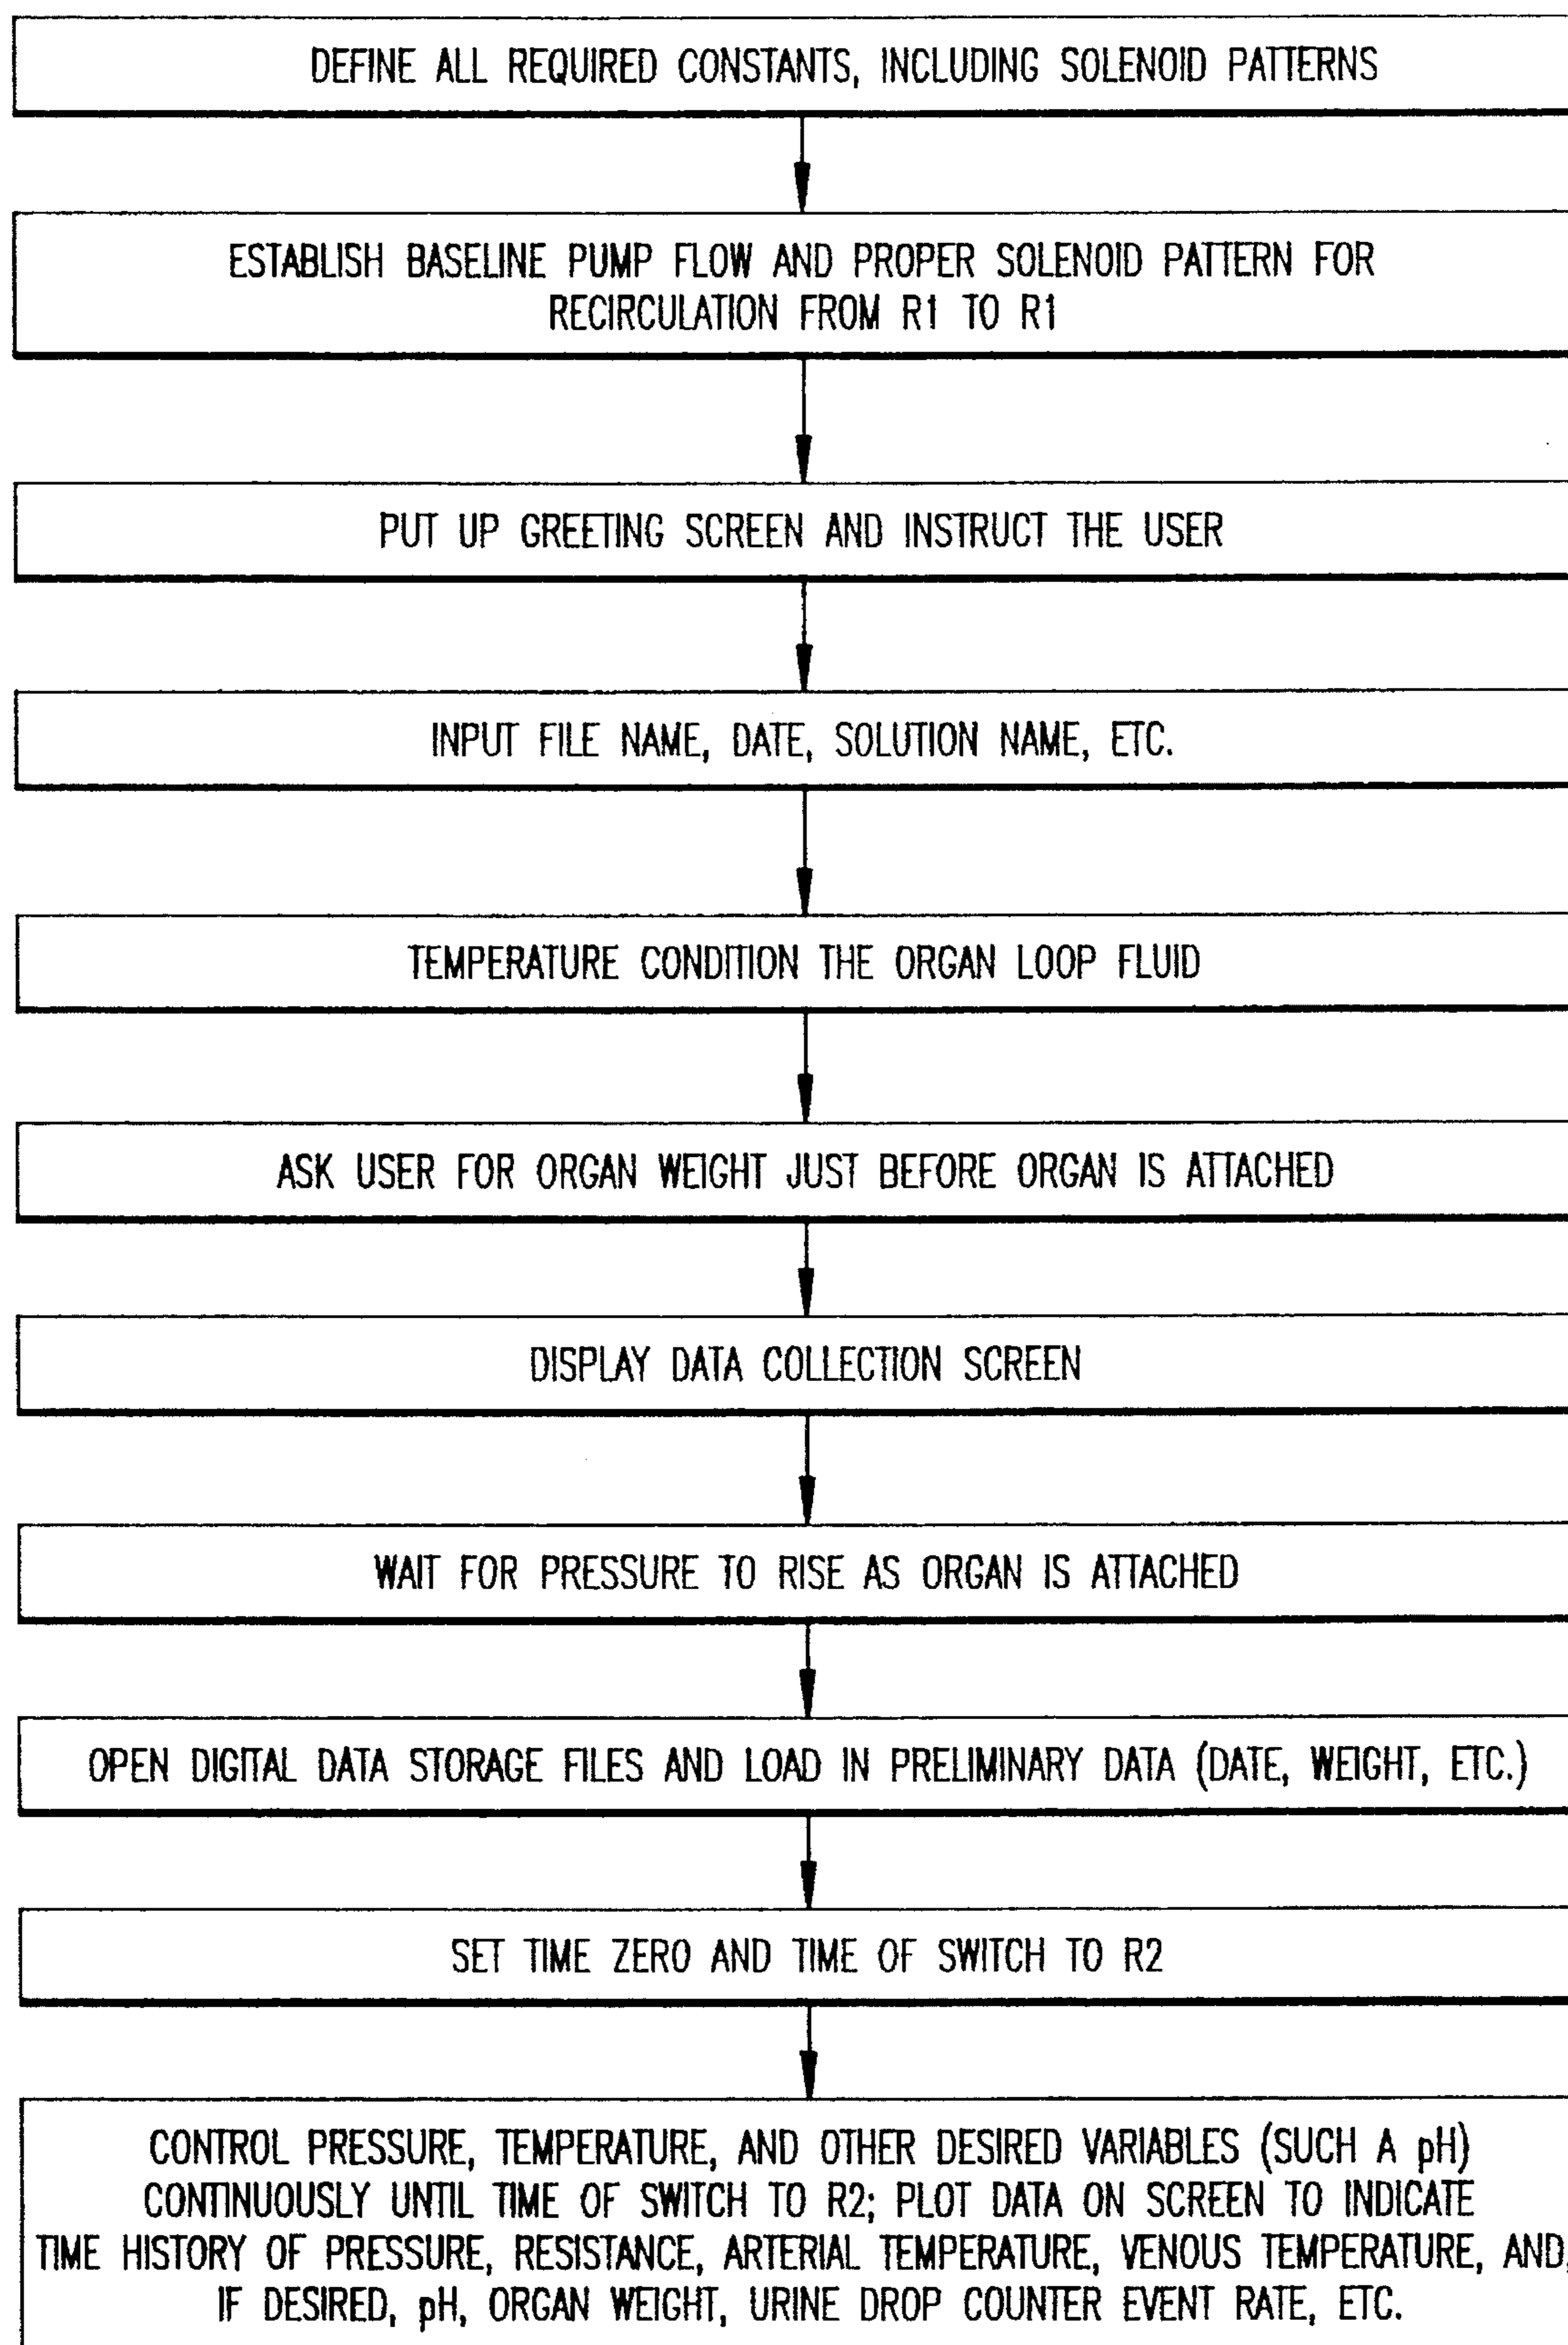 DEFINE ALL REQUIRED CONSTANTS, INCLUDING SOLENOID PATTERNS
ESTABLISH BASELINE PUMP FLOW AND PROPER SOLENOID PATTERN FOR
RECIRCULATION FROM R1 TO R1
PUT UP GREETING SCREEN AND INSTRUCT THE USER
INPUT FILE NAME, DATE, SOLUTION NAME, ETC.
TEMPERATURE CONDITION THE ORGAN LOOP FLUID
ASK USER FOR ORGAN WEIGHT JUST BEFORE ORGAN IS ATTACHED
DISPLAY DATA COLLECTION SCREEN
WAIT FOR PRESSURE TO RISE AS ORGAN IS ATTACHED
OPEN DIGITAL DATA STORAGE FILES AND LOAD IN PRELIMINARY DATA (DATE, WEIGHT, ETC.)
SET TIME ZERO AND TIME OF SWITCH TO R2
CONTROL PRESSURE, TEMPERATURE, AND OTHER DESIRED VARIABLES (SUCH A pH)
CONTINUOUSLY UNTIL TIME OF SWITCH TO R2; PLOT DATA ON SCREEN TO INDICATE
TIME HISTORY OF PRESSURE, RESISTANCE, ARTERIAL TEMPERATURE, VENOUS TEMPERATURE, AND,
IF DESIRED, pH, ORGAN WEIGHT, URINE DROP COUNTER EVENT RATE, ETC.